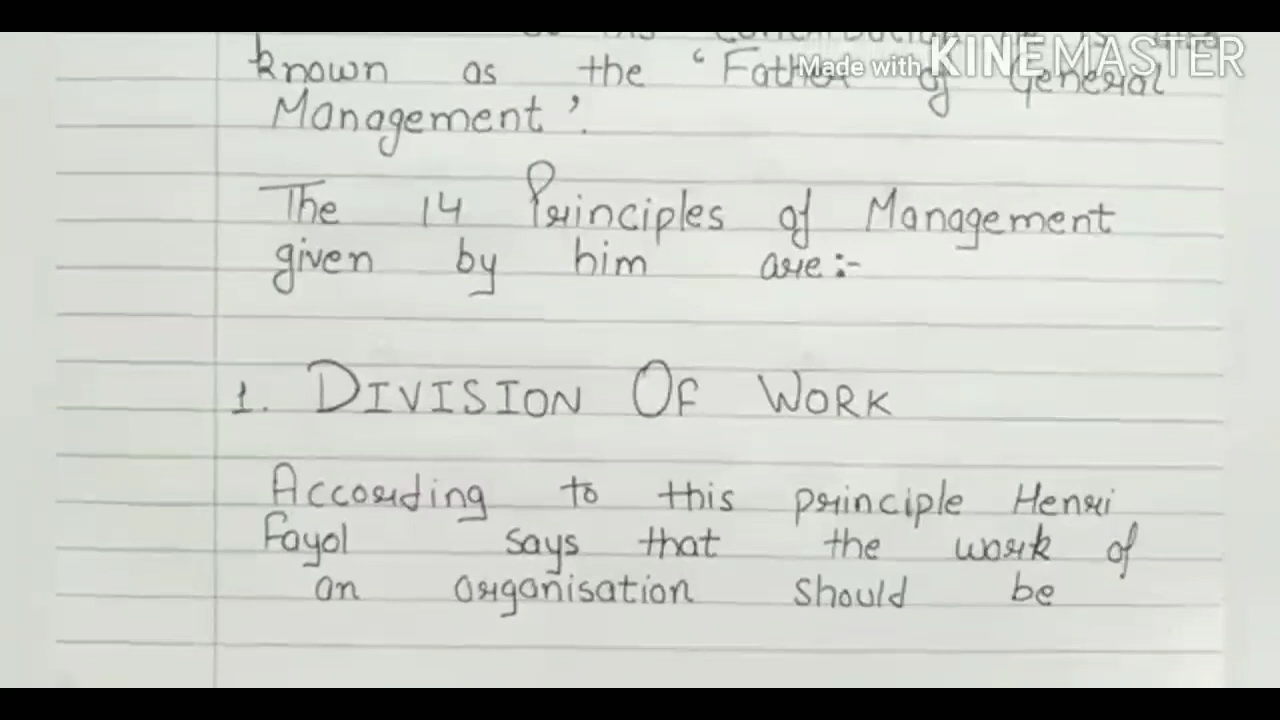 Made with KINEMASTER
known as the 'Father of General
Management'.
The 14 Principles of Management
given by him are:-
1. DIVISION OF WORK
According to this principle Henri
Fayol says that the work of
an organisation should be